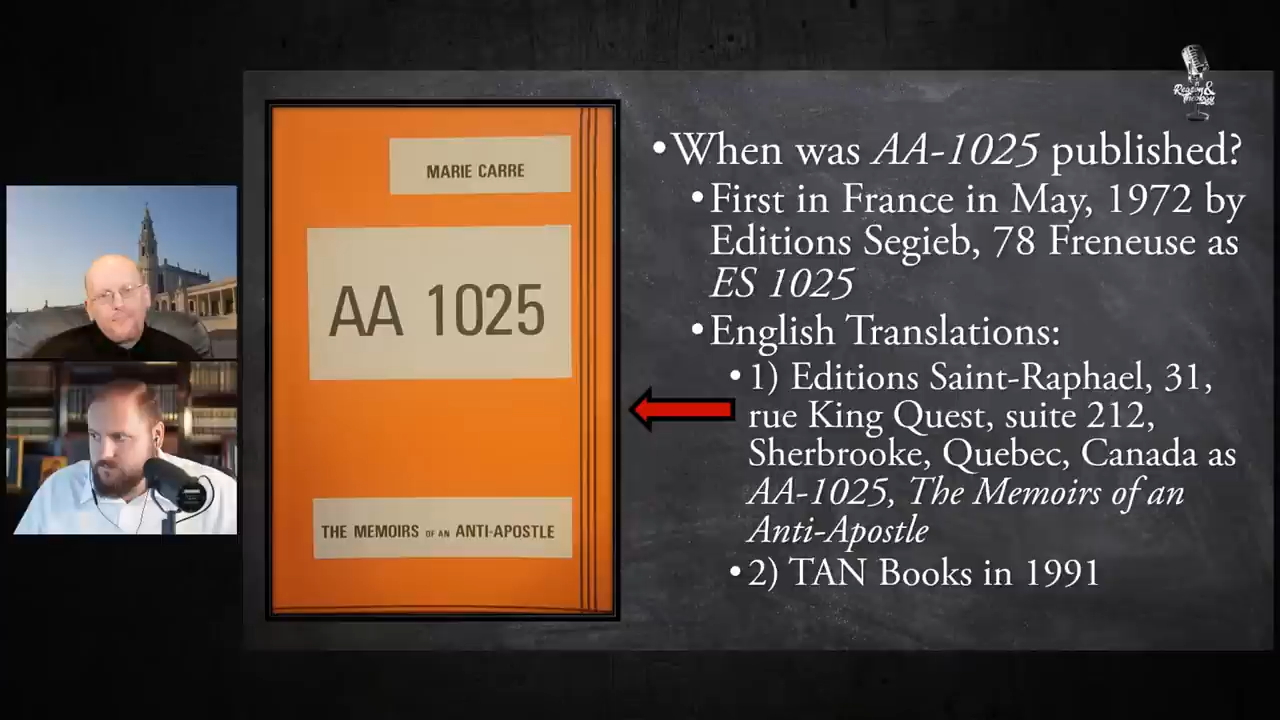 Reason &
Theology
MARIE CARRE
AA 1025
THE MEMOIRS OF AN ANTI-APOSTLE
•When was AA-1025 published?
•First in France in May, 1972 by
Editions Segieb, 78 Freneuse as
ES 1025
•English Translations:
•1) Editions Saint-Raphael, 31,
rue King Quest, suite 212,
Sherbrooke, Quebec, Canada as
AA-1025, The Memoirs of an
Anti-Apostle
•2) TAN Books in 1991